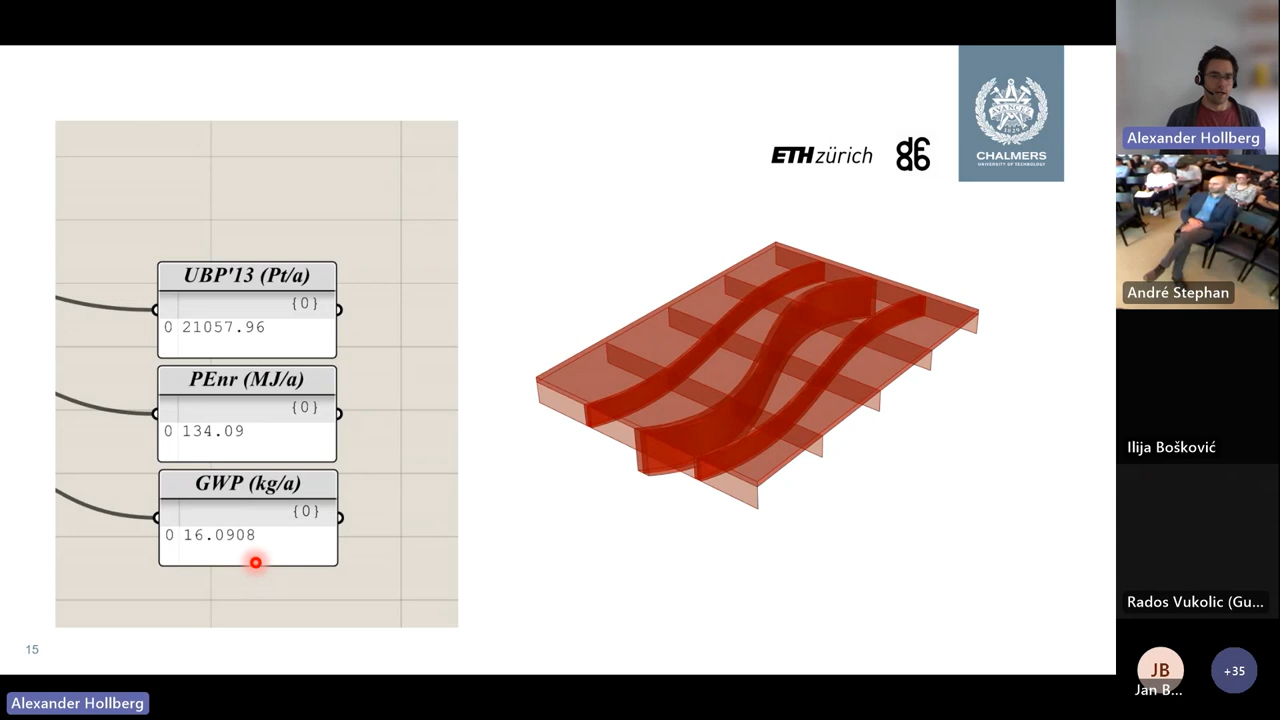 UBP'13 (Pt/a)
{0}
0 21057.96
PEnr (MJ/a)
{0}
0 134.09
GWP (kg/a)
{0}
0 16.0908
15
ETH zürich
AVANCEZ
1829
CHALMERS
UNIVERSITY OF TECHNOLOGY
Alexander Hollberg
André Stephan
Ilija Bošković
Rados Vukolic (Gu...
JB
Jan B...
+35
Alexander Hollberg